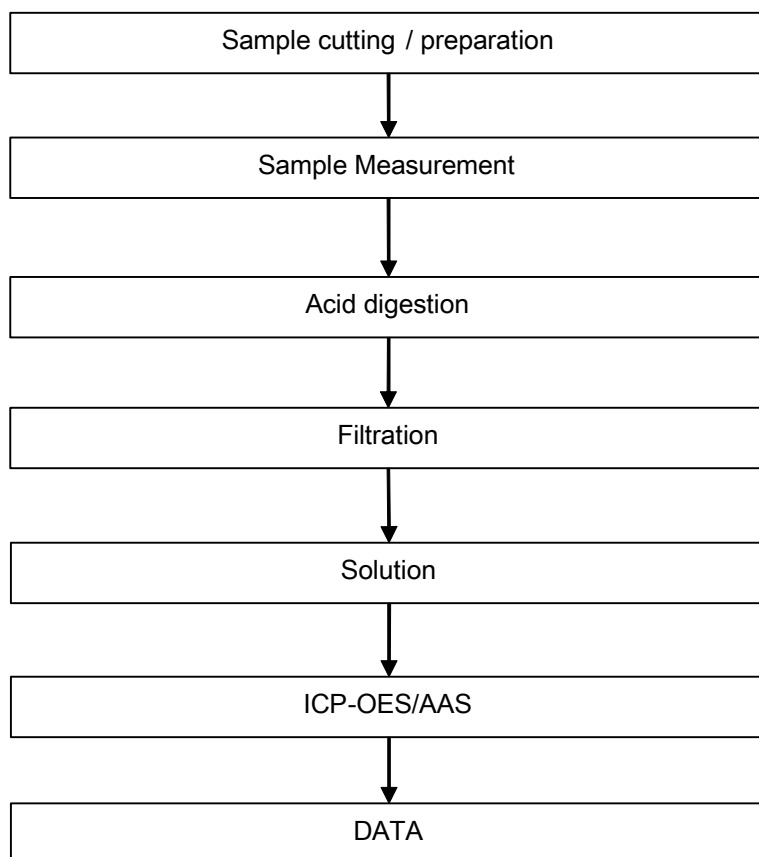 Sample cutting / preparation
Sample Measurement
Acid digestion
Filtration
Solution
ICP-OES/AAS
DATA